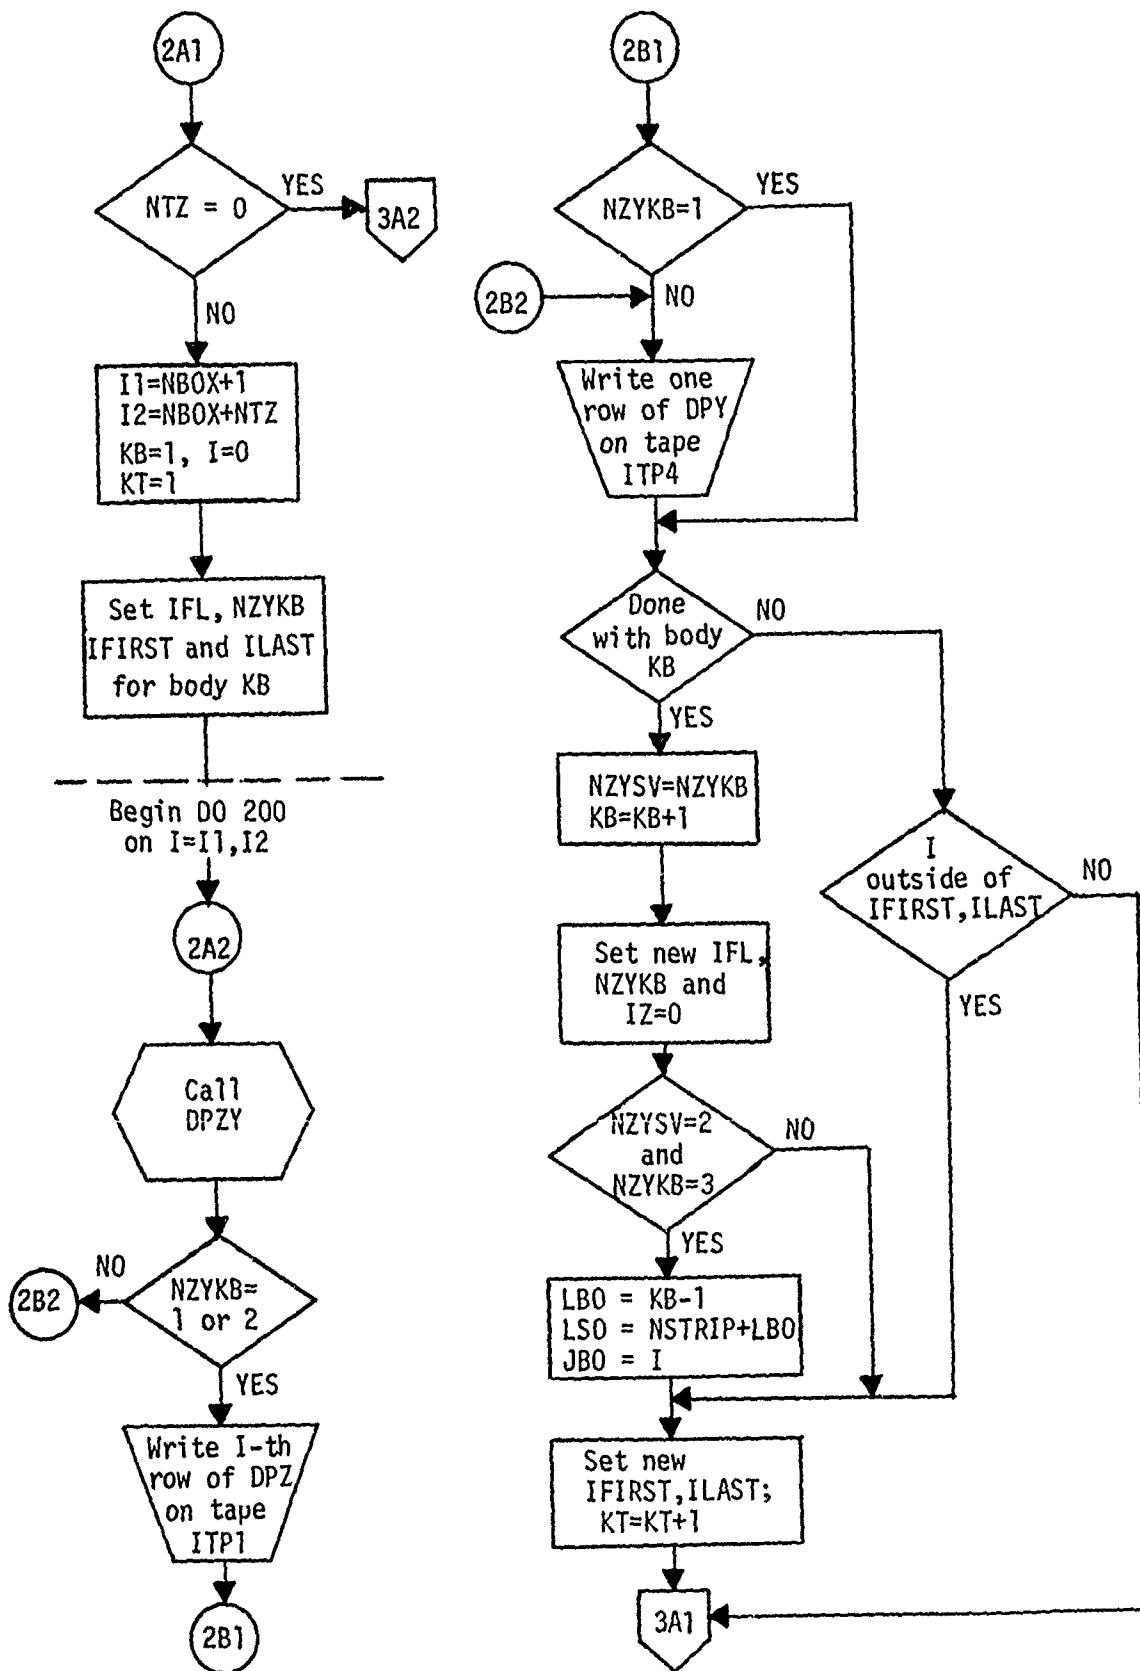 2A1
NTZ = 0
YES
3A2
NO
I1=NBOX+1
I2=NBOX+NTZ
KB=1, I=0
KT=1
Set IFL, NZYKB
IFIRST and ILAST
for body KB
Begin DO 200
on I=I1,I2
2A2
Call
DPZY
NO
2B2
NZYKB=
1 or 2
YES
Write I-th
row of DPZ
on tape
ITP1
2B1
2B1
NZYKB=1
YES
2B2
NO
Write one
row of DPY
on tape
ITP4
Done
with body
KB
NO
YES
NZYSV=NZYKB
KB=KB+1
I
outside of
IFIRST,ILAST
NO
YES
Set new IFL,
NZYKB and
IZ=0
NZYSV=2
and
NZYKB=3
NO
YES
LBO = KB-1
LSO = NSTRIP+LBO
JBO = I
Set new
IFIRST,ILAST;
KT=KT+1
3A1